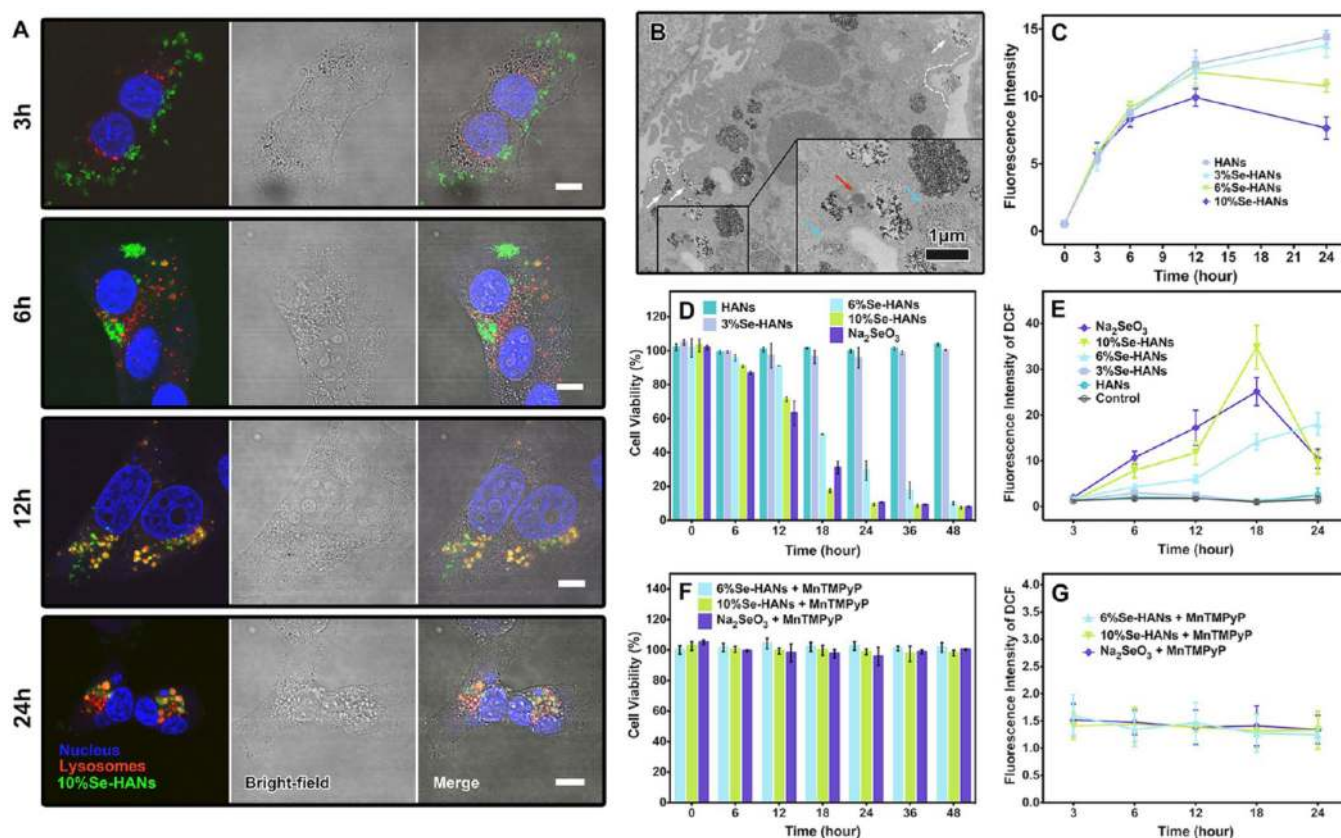 A
3h
6h
12h
24h
Nucleus
Lysosomes
10%Se-HANs
Bright-field
Merge
B
1μm
C
Fluorescence Intensity
15
10
5
0
HANs
3%Se-HANs
6%Se-HANs
10%Se-HANs
0 3 6 9 12 15 18 21 24
Time (hour)
D
Cell Viability (%)
120
100
80
60
40
20
0
HANs
3%Se-HANs
6%Se-HANs
10%Se-HANs
Na₂SeO₃
0 6 12 18 24 36 48
Time (hour)
E
Fluorescence Intensity of DCF
40
30
20
10
0
Na₂SeO₃
10%Se-HANs
6%Se-HANs
3%Se-HANs
HANs
Control
3 6 12 18 24
Time (hour)
F
Cell Viability (%)
140
120
100
80
60
40
20
0
6%Se-HANs + MnTMPyP
10%Se-HANs + MnTMPyP
Na₂SeO₃ + MnTMPyP
0 6 12 18 24 36 48
Time (hour)
G
Fluorescence Intensity of DCF
4.0
3.5
3.0
2.5
2.0
1.5
1.0
0.5
0.0
6%Se-HANs + MnTMPyP
10%Se-HANs + MnTMPyP
Na₂SeO₃ + MnTMPyP
3 6 12 18 24
Time (hour)